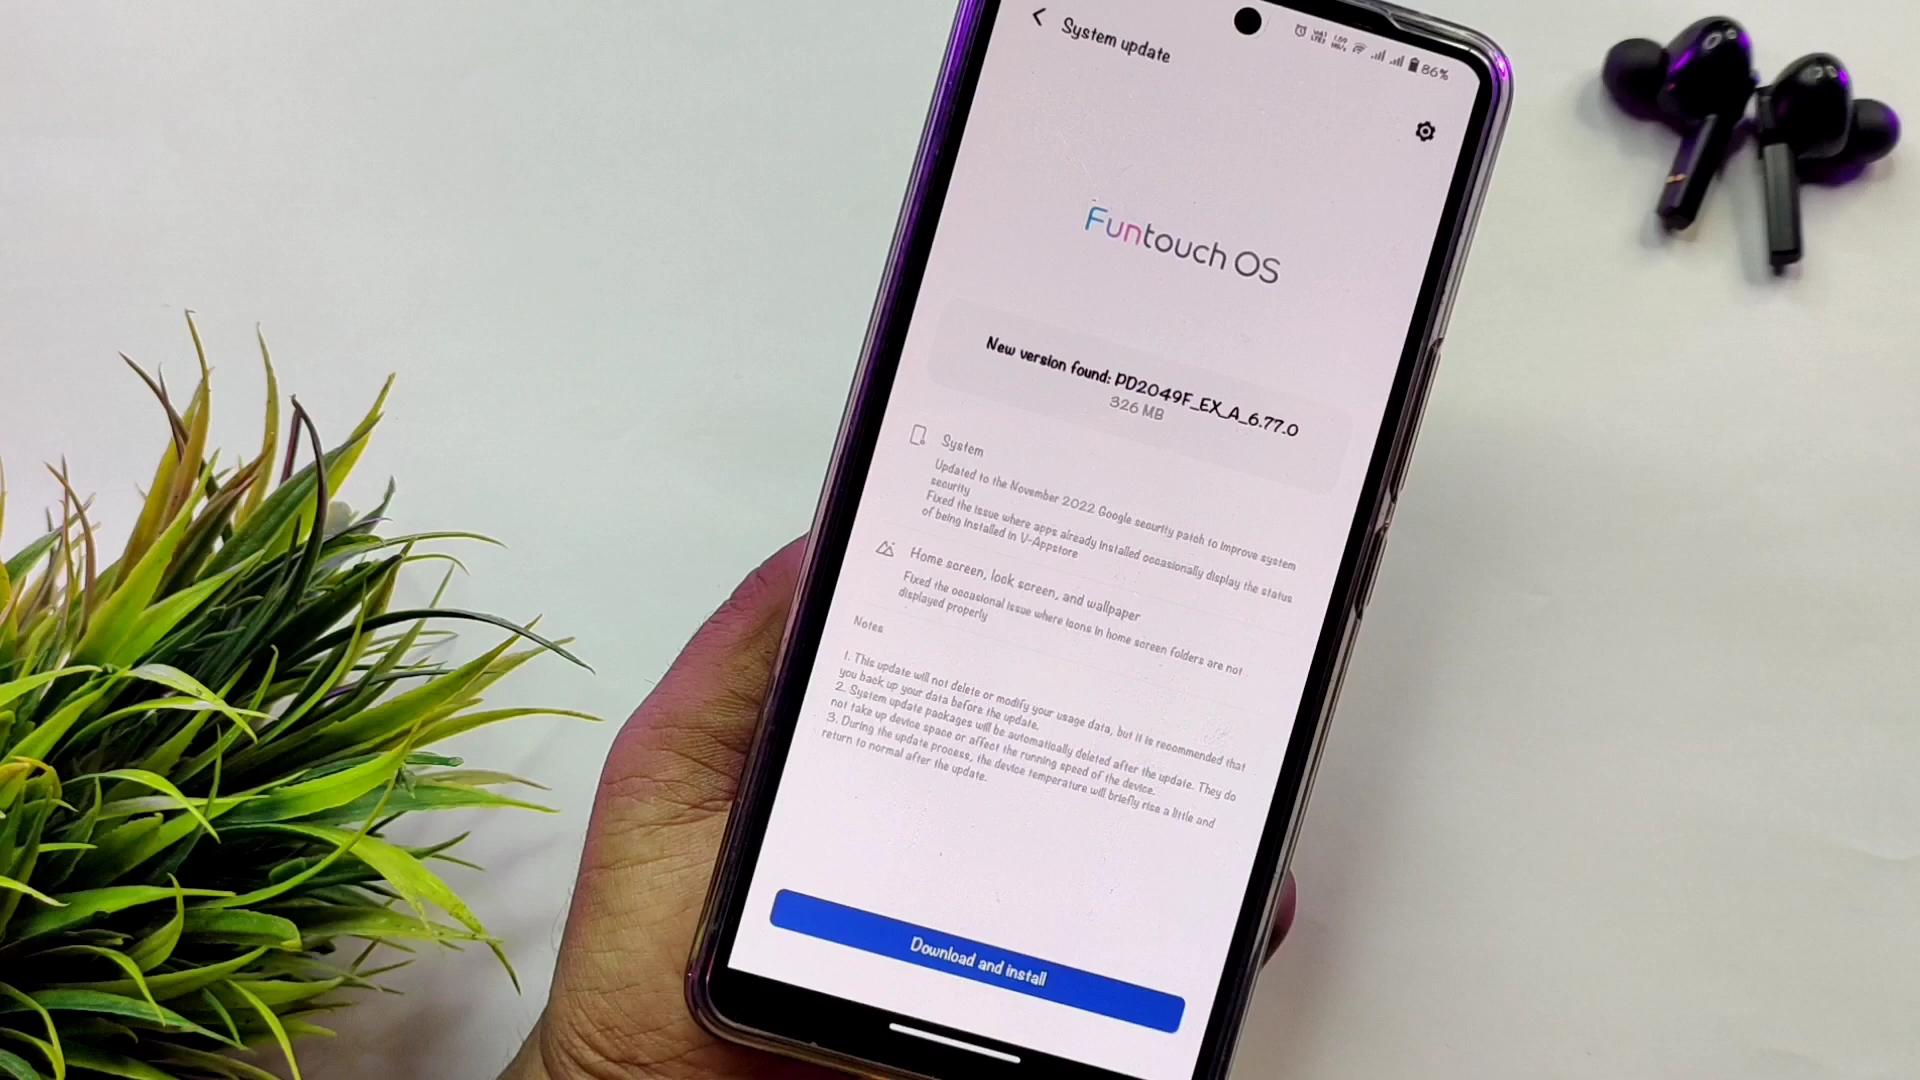 System update
86%
Funtouch OS
New version found: PD2049F_EX_A_6.77.0
326 MB
System
Updated to the November 2022 Google security patch to improve system
security
Fixed the issue where apps already installed occasionally display the status
of being installed in V-Appstore
Home screen, lock screen, and wallpaper
Fixed the occasional issue where icons in home screen folders are not
displayed properly
Notes
1. This update will not delete or modify your usage data, but it is recommended that
you back up your data before the update.
2. System update packages will be automatically deleted after the update. They do
not take up device space or affect the running speed of the device.
3. During the update process, the device temperature will briefly rise a little and
return to normal after the update.
Download and install